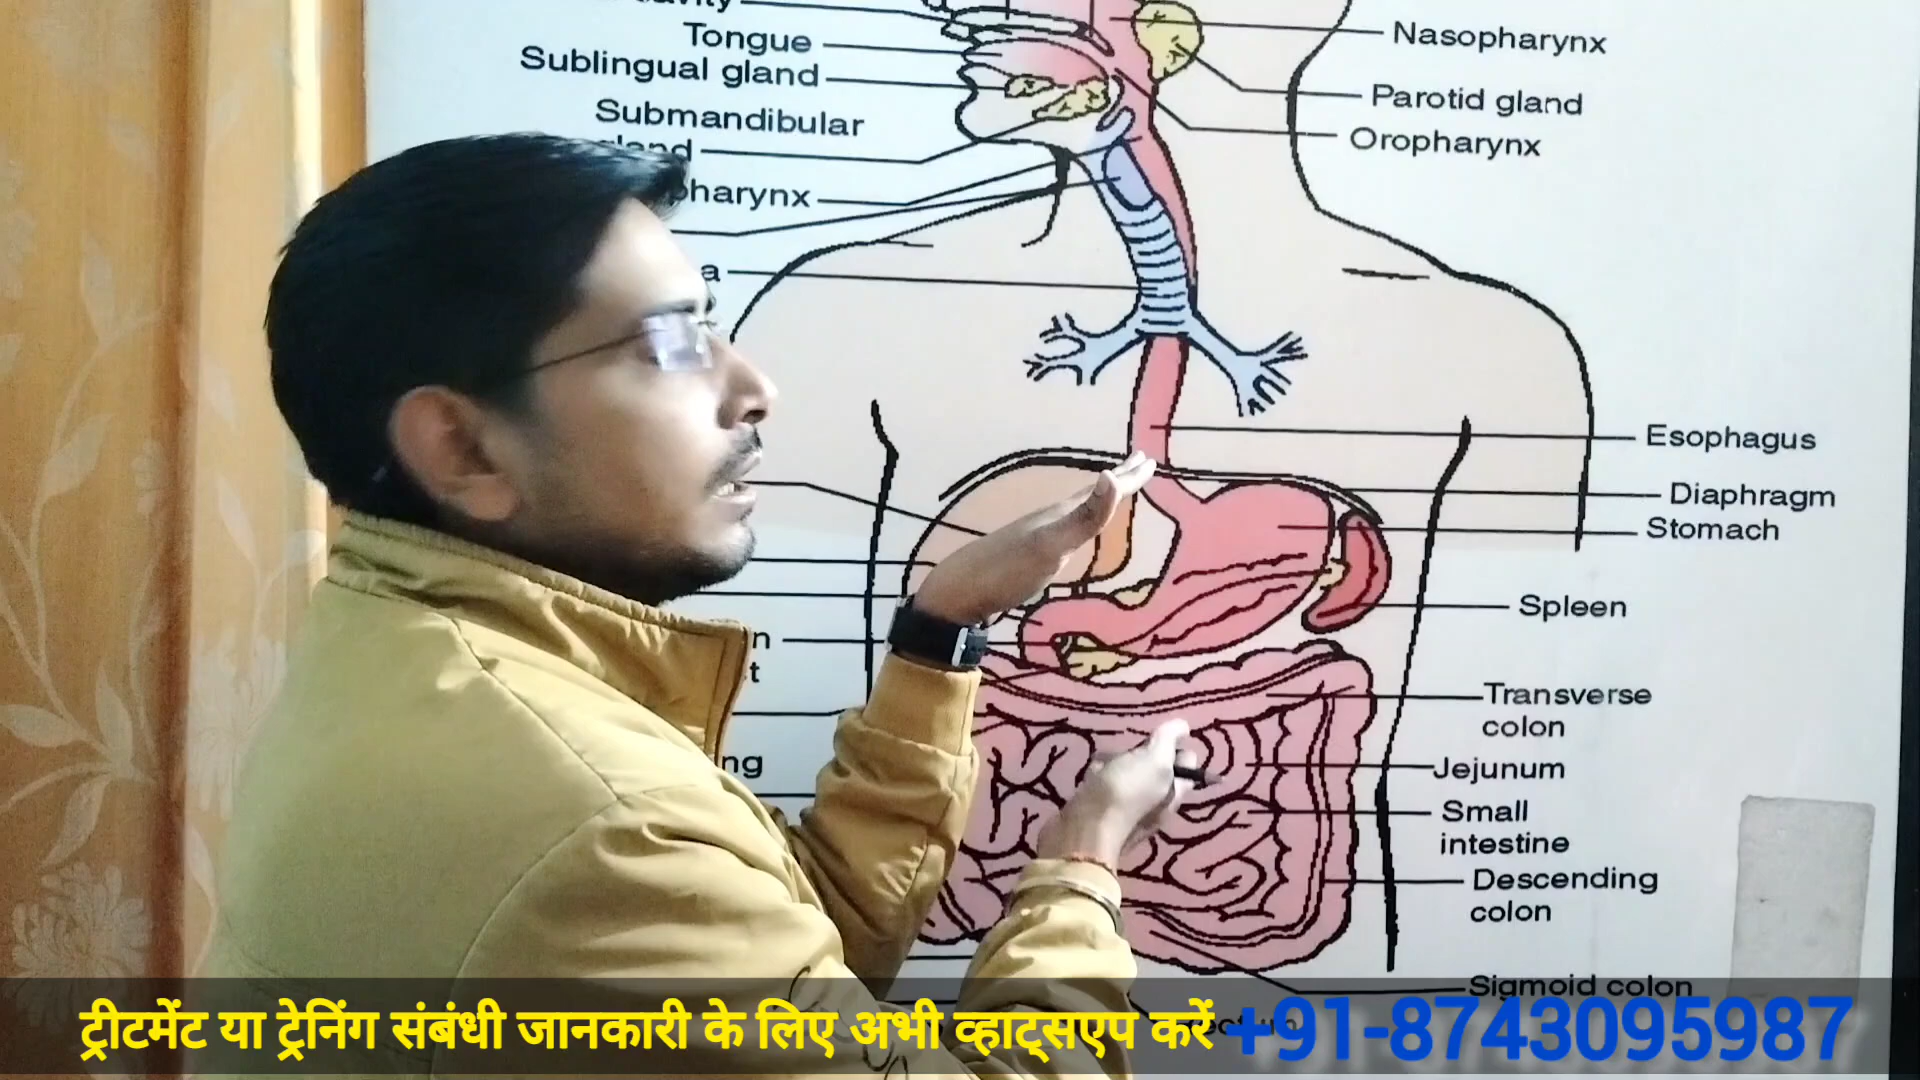 Tongue
Sublingual gland
Submandibular
gland
Nasopharynx
Parotid gland
Oropharynx
Esophagus
Diaphragm
Stomach
Spleen
Transverse
colon
Jejunum
Small
intestine
Descending
colon
Sigmoid colon
ट्रीटमेंट या ट्रेनिंग संबंधी जानकारी के लिए अभी व्हाट्सएप करें +91-8743095987